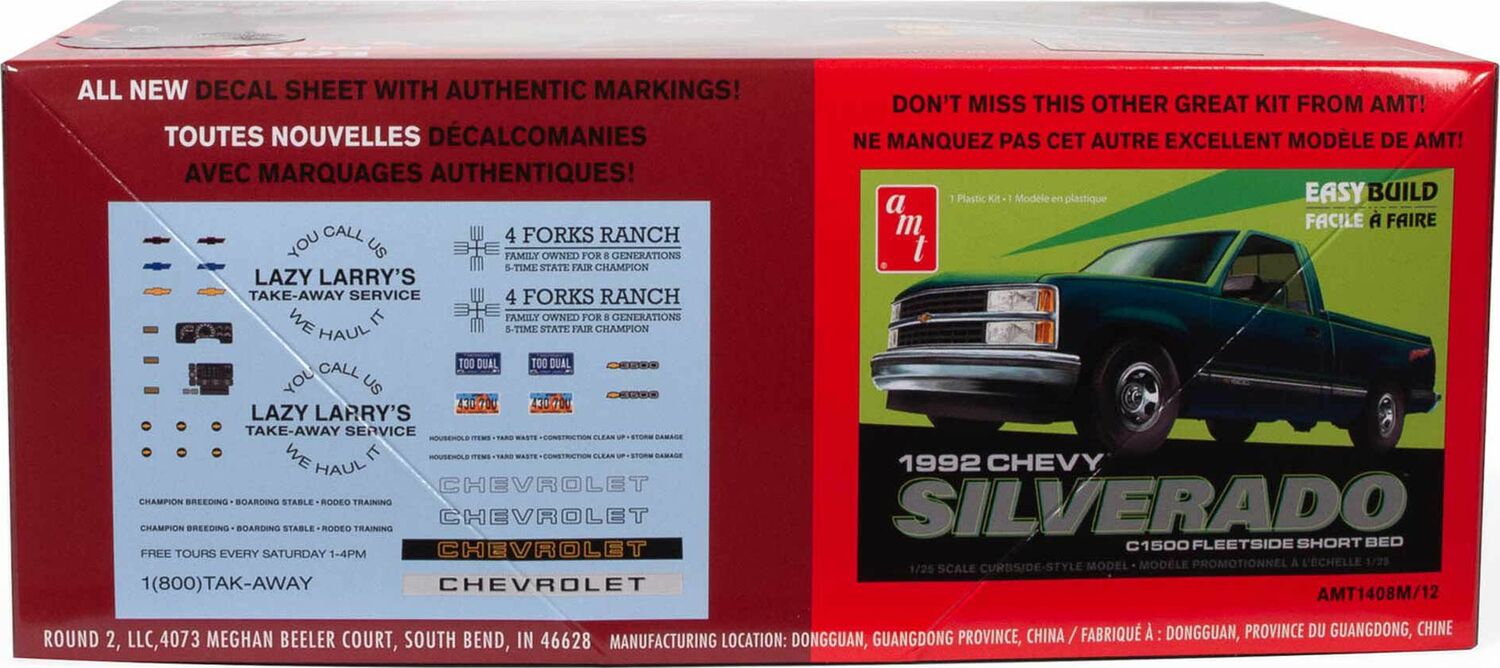 ALL NEW DECAL SHEET WITH AUTHENTIC MARKINGS!
TOUTES NOUVELLES DÉCALCOMANIES
AVEC MARQUAGES AUTHENTIQUES!
YOU CALL US
LAZY LARRY'S
TAKE-AWAY SERVICE
WE HAUL IT
YOU CALL US
LAZY LARRY'S
TAKE-AWAY SERVICE
WE HAUL IT
CHAMPION BREEDING • BOARDING STABLE • RODEO TRAINING
CHAMPION BREEDING • BOARDING STABLE • RODEO TRAINING
FREE TOURS EVERY SATURDAY 1-4PM
1(800)TAK-AWAY
4 FORKS RANCH
FAMILY OWNED FOR 8 GENERATIONS
5-TIME STATE FAIR CHAMPION
4 FORKS RANCH
FAMILY OWNED FOR 8 GENERATIONS
5-TIME STATE FAIR CHAMPION
TOO DUAL TOO DUAL
430 70U 430 70U
3500
3500
HOUSEHOLD ITEMS • YARD WASTE • CONSTRICTION CLEAN UP • STORM DAMAGE
HOUSEHOLD ITEMS • YARD WASTE • CONSTRICTION CLEAN UP • STORM DAMAGE
CHEVROLET
CHEVROLET
CHEVROLET
CHEVROLET
DON'T MISS THIS OTHER GREAT KIT FROM AMT!
NE MANQUEZ PAS CET AUTRE EXCELLENT MODÈLE DE AMT!
amt
1 Plastic Kit • 1 Modèle en plastique
EASY BUILD
FACILE À FAIRE
1992 CHEVY
SILVERADO
C1500 FLEETSIDE SHORT BED
1/25 SCALE CURBSIDE-STYLE MODEL • MODÈLE PROMOTIONNEL À L'ÉCHELLE 1/25
AMT1408M/12
ROUND 2, LLC,4073 MEGHAN BEELER COURT, SOUTH BEND, IN 46628 MANUFACTURING LOCATION: DONGGUAN, GUANGDONG PROVINCE, CHINA / FABRIQUÉ À : DONGGUAN, PROVINCE DU GUANGDONG, CHINE